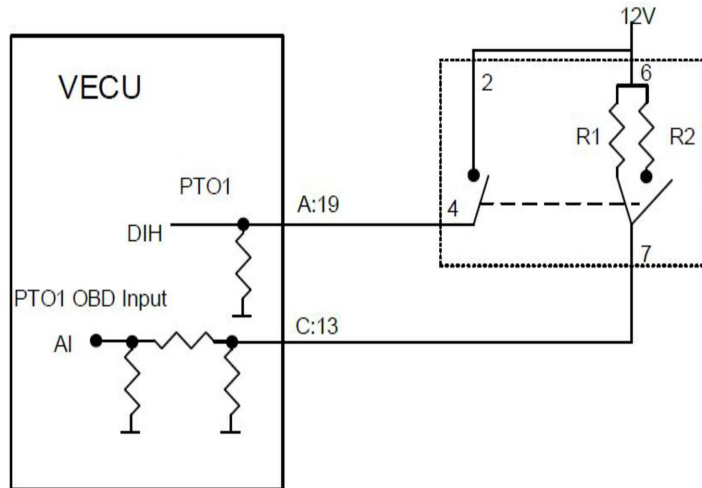 12V
VECU
2
6
R1
R2
PTO1
A:19
4
DIH
7
PTO1 OBD Input
C:13
AI